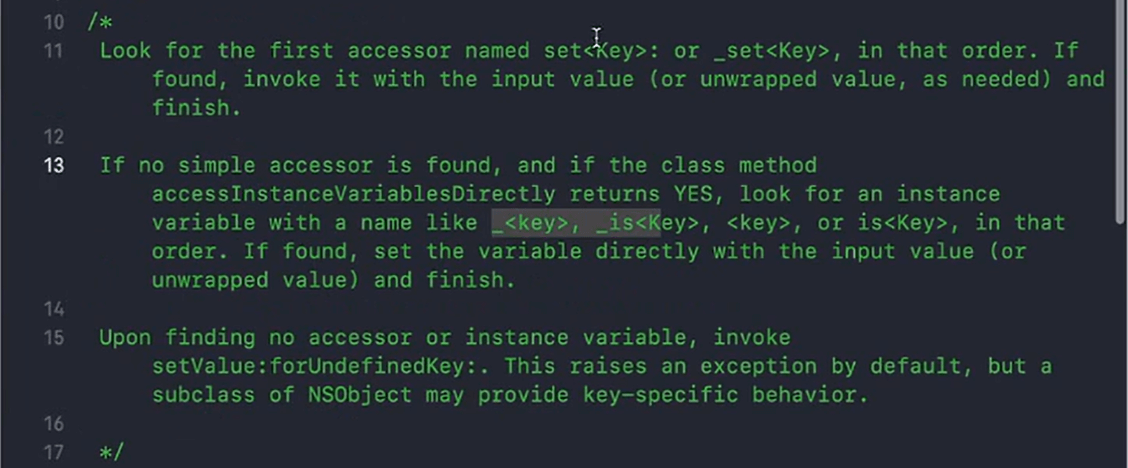 10 /*
11 Look for the first accessor named set<Key>: or _set<Key>, in that order. If
found, invoke it with the input value (or unwrapped value, as needed) and
finish.
12
13 If no simple accessor is found, and if the class method
accessInstanceVariablesDirectly returns YES, look for an instance
variable with a name like _<key>, _is<Key>, <key>, or is<Key>, in that
order. If found, set the variable directly with the input value (or
unwrapped value) and finish.
14
15 Upon finding no accessor or instance variable, invoke
setValue:forUndefinedKey:. This raises an exception by default, but a
subclass of NSObject may provide key–specific behavior.
16
17 */